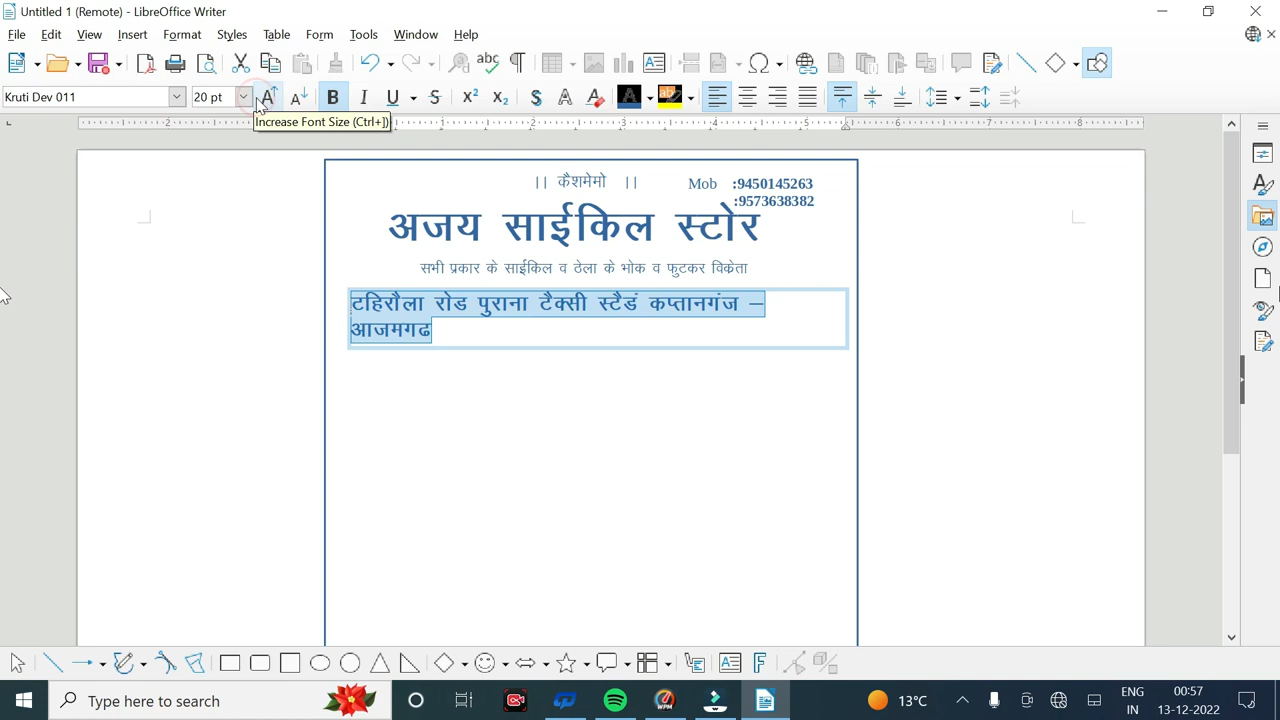 Untitled 1 (Remote) - LibreOffice Writer
File Edit View Insert Format Styles Table Form Tools Window Help
Kruti Dev 011 20 pt
Increase Font Size (Ctrl+])
|| कैशमेमो || Mob :9450145263
:9573638382
अजय साईकिल स्टोर
सभी प्रकार के साईकिल व ठेला के भोक व फुटकर विकेता
टहिरौला रोड पुराना टैक्सी स्टैडं कप्तानगंज –
आजमगढ
Type here to search
13°C
ENG
IN
00:57
13-12-2022